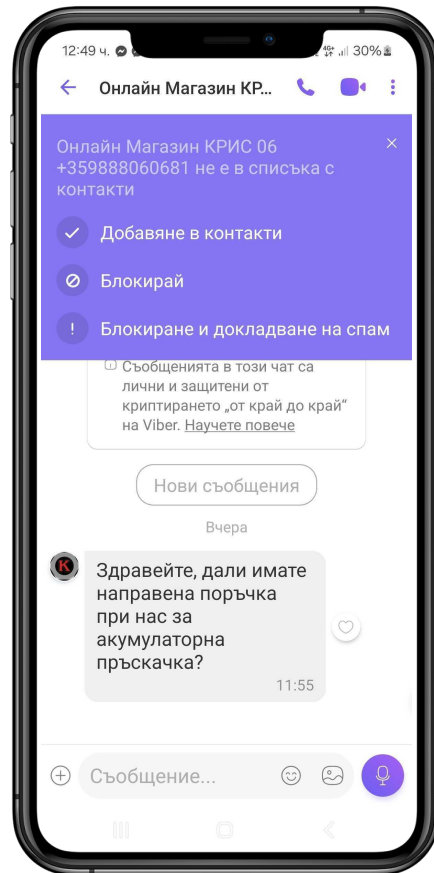 12:49 ч.
4G+
30%
Онлайн Магазин КР...
Онлайн Магазин КРИС 06
+359888060681 не е в списъка с
контакти
Добавяне в контакти
Блокирай
Блокиране и докладване на спам
Съобщенията в този чат са
лични и защитени от
криптирането „от край до край“
на Viber. Научете повече
Нови съобщения
Вчера
K
Здравейте, дали имате
направена поръчка
при нас за
акумулаторна
пръскачка?
11:55
Съобщение...